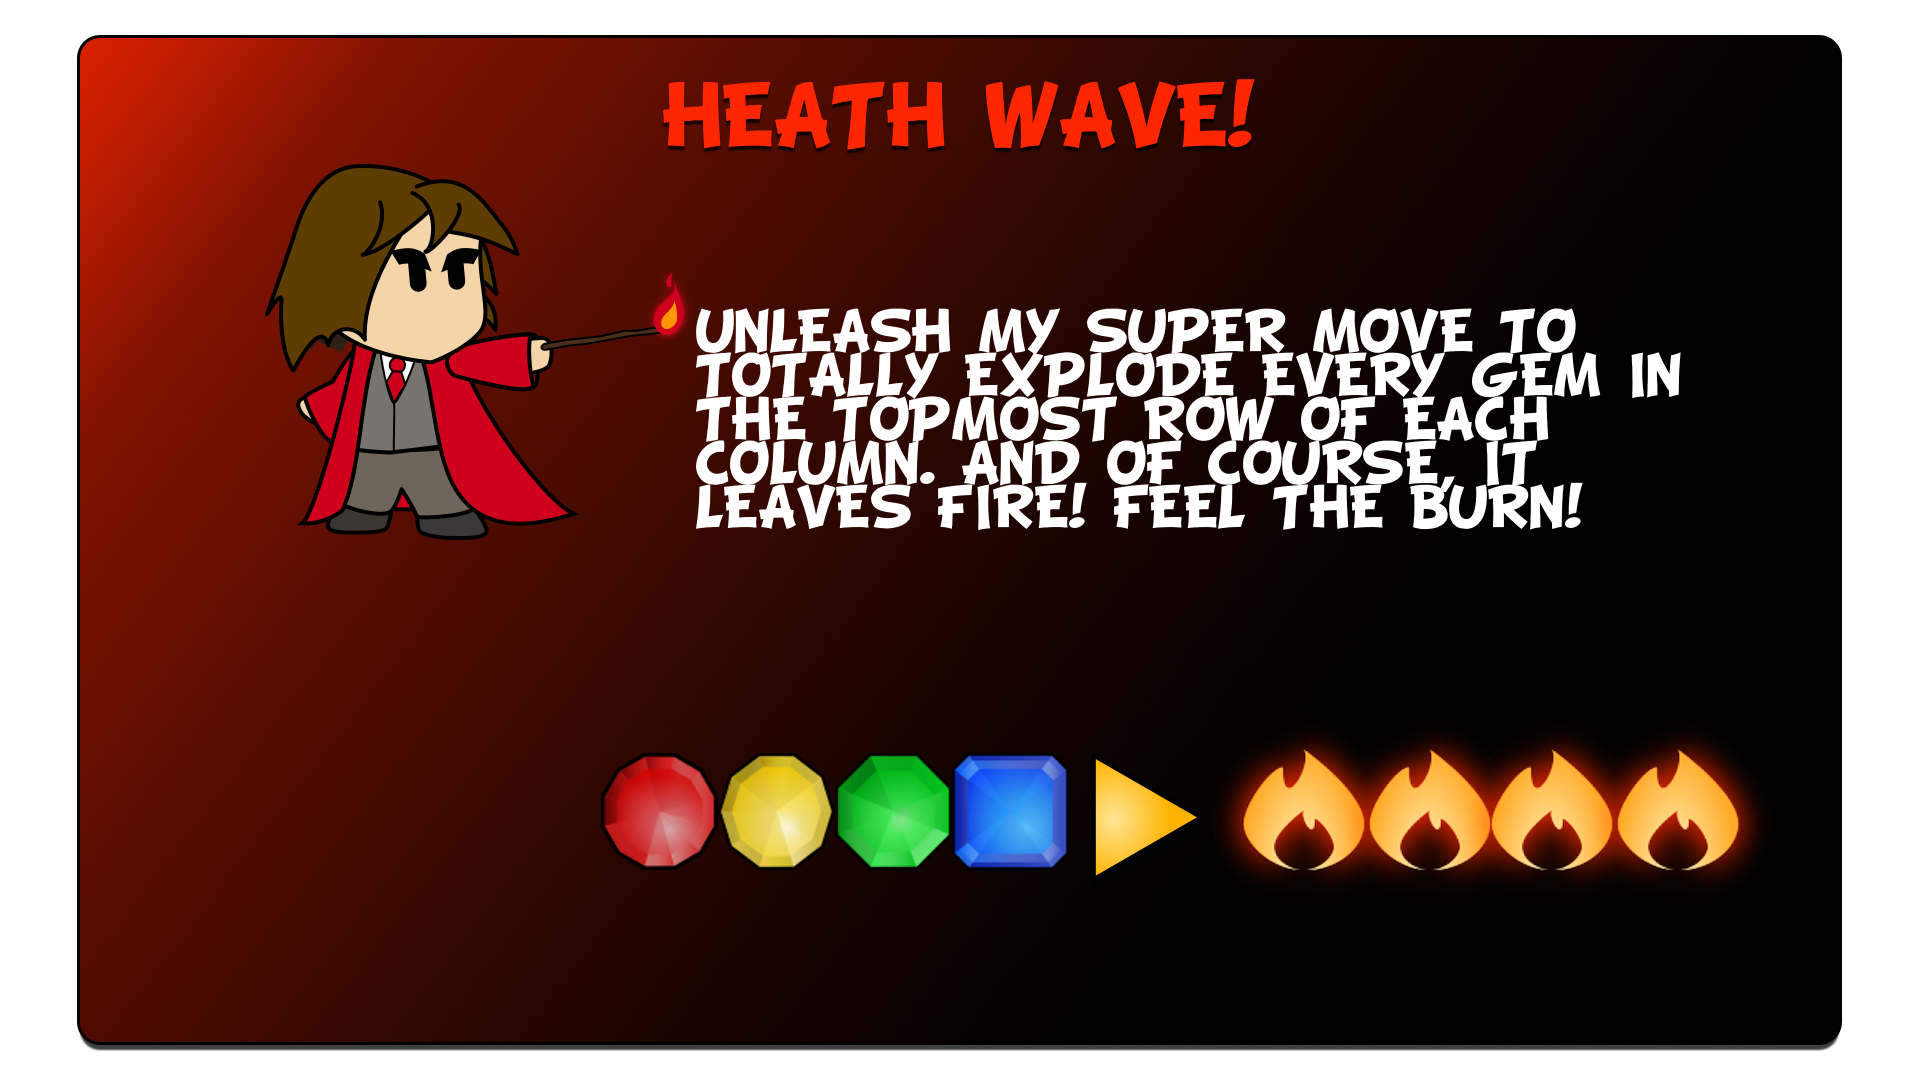 HEATH WAVE!
UNLEASH MY SUPER MOVE TO
TOTALLY EXPLODE EVERY GEM IN
THE TOPMOST ROW OF EACH
COLUMN. AND OF COURSE, IT
LEAVES FIRE! FEEL THE BURN!